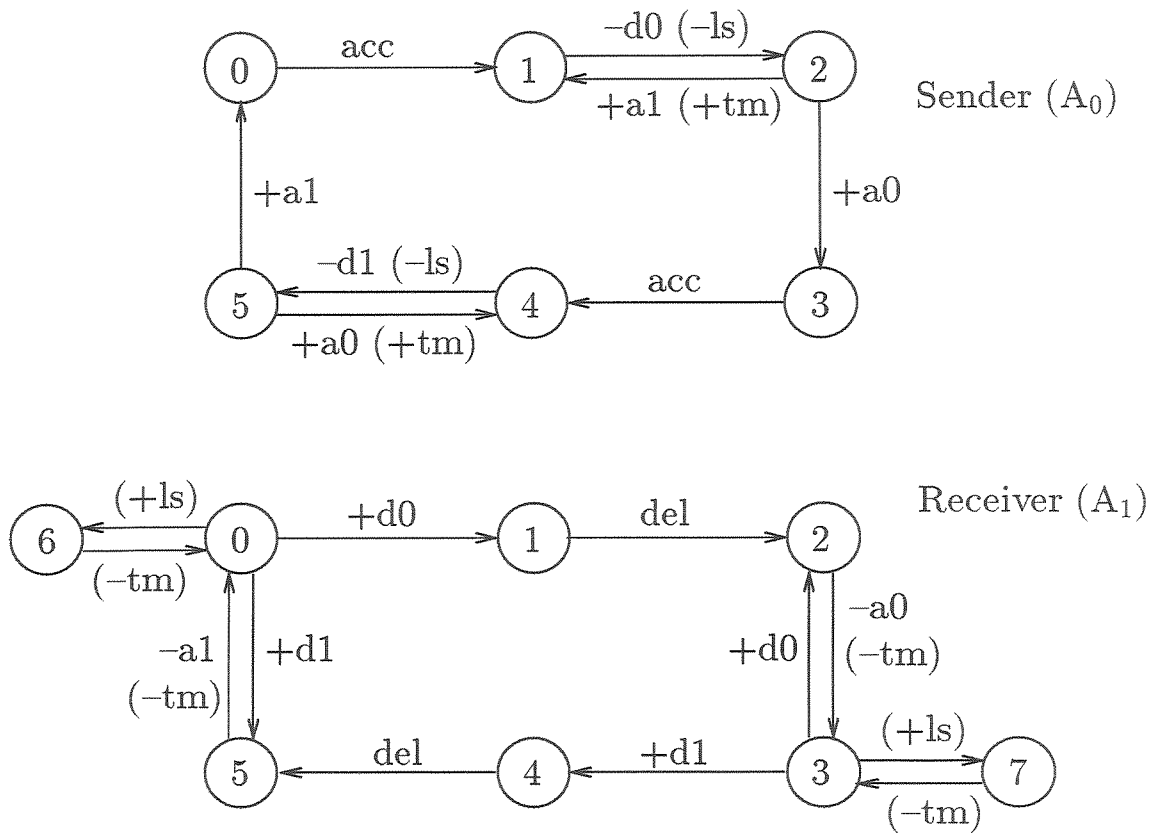 acc
–d0 (–ls)
0
1
2
Sender (A0)
+a1 (+tm)
+a1
+a0
–d1 (–ls)
acc
5
4
3
+a0 (+tm)
(+ls)
Receiver (A1)
+d0
del
6
0
1
2
(–tm)
–a0
–a1
+d1
+d0
(–tm)
(–tm)
(+ls)
del
+d1
5
4
3
7
(–tm)